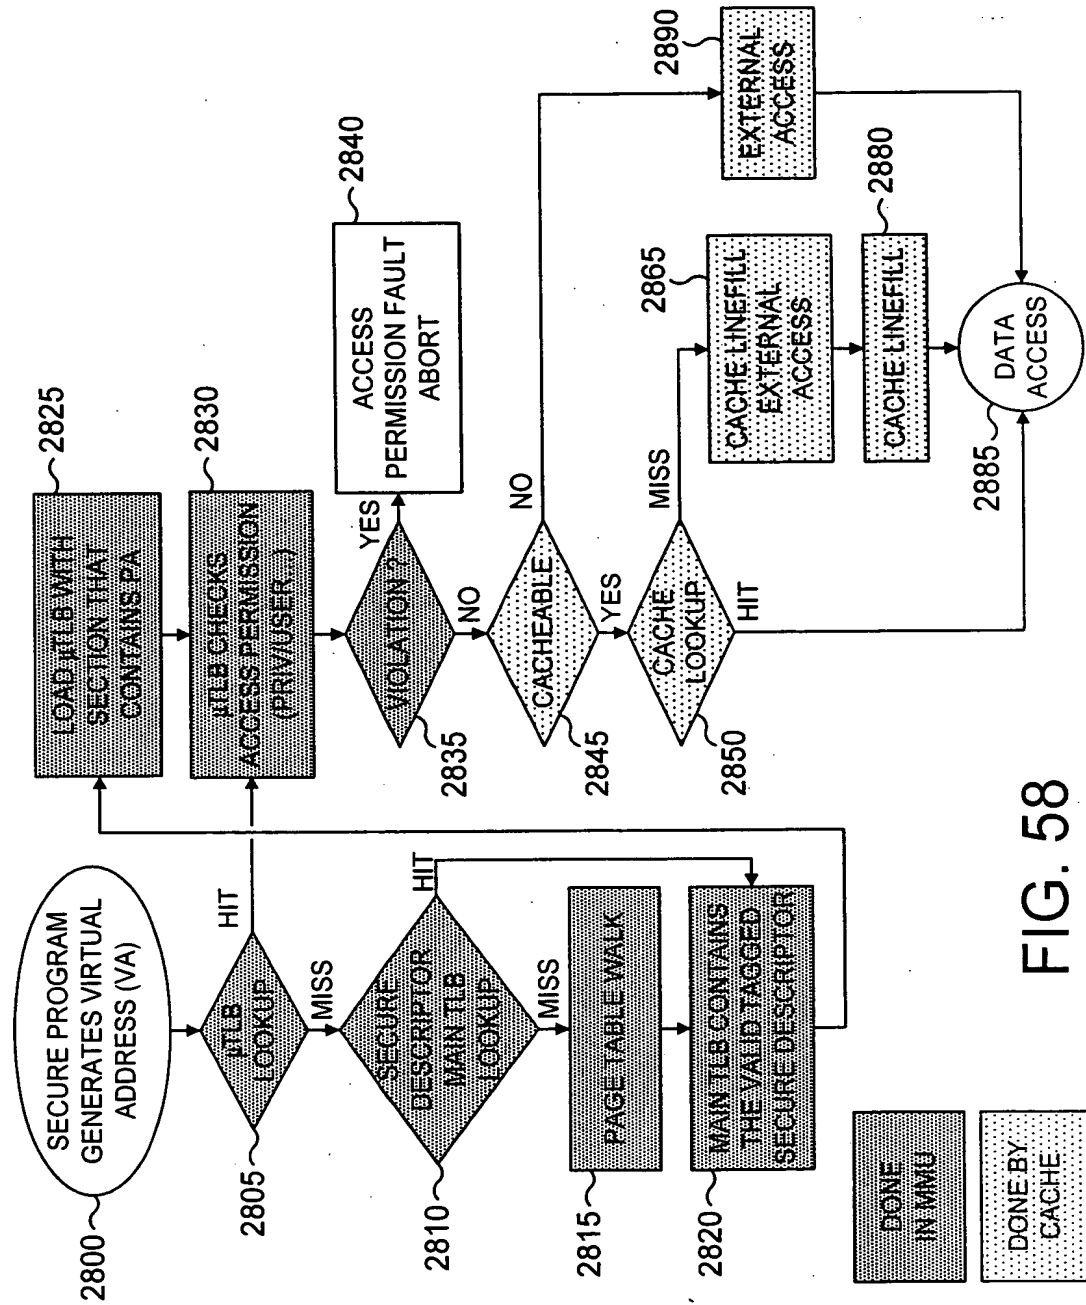 2800
SECURE PROGRAM
GENERATES VIRTUAL
ADDRESS (VA)
2805
µTLB
LOOKUP
HIT
MISS
2810
SECURE
DESCRIPTOR
MAIN TLB
LOOKUP
HIT
MISS
2815
PAGE TABLE WALK
2820
MAIN TLB CONTAINS
THE VALID TAGGED
SECURE DESCRIPTOR
2825
LOAD µTLB WITH
SECTION THAT
CONTAINS PA
2830
µTLB CHECKS
ACCESS PERMISSION
(PRIV/USER...)
2835
VIOLATION ?
YES
NO
2840
ACCESS
PERMISSION FAULT
ABORT
2845
CACHEABLE
NO
YES
2850
CACHE
LOOKUP
MISS
HIT
2865
CACHE LINEFILL
EXTERNAL
ACCESS
2880
CACHE LINEFILL
2890
EXTERNAL
ACCESS
2885
DATA
ACCESS
DONE
IN MMU
DONE BY
CACHE
FIG. 58